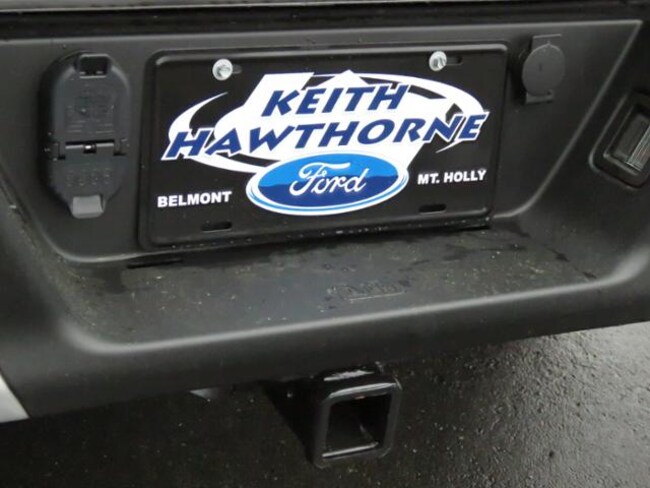 KEITH
HAWTHORNE
Ford
BELMONT
MT. HOLLY